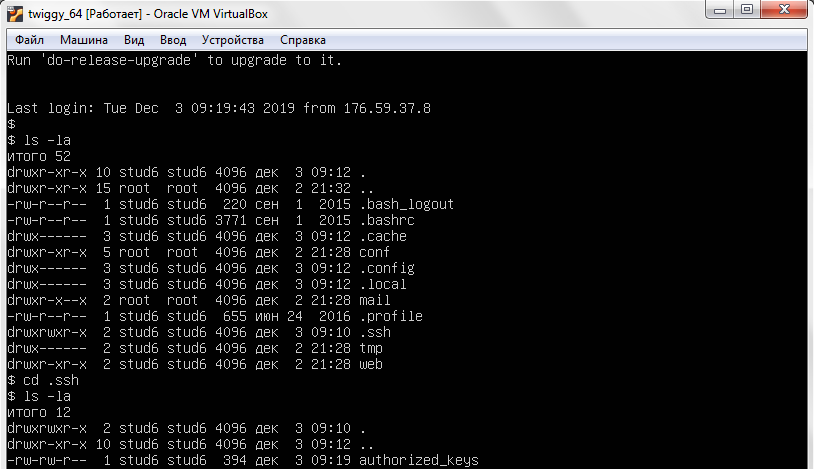 twiggy_64 [Работает] - Oracle VM VirtualBox
Файл Машина Вид Ввод Устройства Справка
Run 'do-release-upgrade' to upgrade to it.
Last login: Tue Dec  3 09:19:43 2019 from 176.59.37.8
$
$ ls -la
итого 52
drwxr-xr-x 10 stud6 stud6 4096 дек  3 09:12 .
drwxr-xr-x 15 root  root  4096 дек  2 21:32 ..
-rw-r--r--  1 stud6 stud6  220 сен  1  2015 .bash_logout
-rw-r--r--  1 stud6 stud6 3771 сен  1  2015 .bashrc
drwx------  3 stud6 stud6 4096 дек  3 09:12 .cache
drwxr-xr-x  5 root  root  4096 дек  2 21:28 conf
drwx------  3 stud6 stud6 4096 дек  3 09:12 .config
drwx------  3 stud6 stud6 4096 дек  3 09:12 .local
drwxr-x--x  2 root  root  4096 дек  2 21:28 mail
-rw-r--r--  1 stud6 stud6  655 июн 24  2016 .profile
drwxrwxr-x  2 stud6 stud6 4096 дек  3 09:10 .ssh
drwx------  2 stud6 stud6 4096 дек  2 21:28 tmp
drwxr-xr-x  2 stud6 stud6 4096 дек  2 21:28 web
$ cd .ssh
$ ls -la
итого 12
drwxrwxr-x  2 stud6 stud6 4096 дек  3 09:10 .
drwxr-xr-x 10 stud6 stud6 4096 дек  3 09:12 ..
-rw-rw-r--  1 stud6 stud6  394 дек  3 09:19 authorized_keys